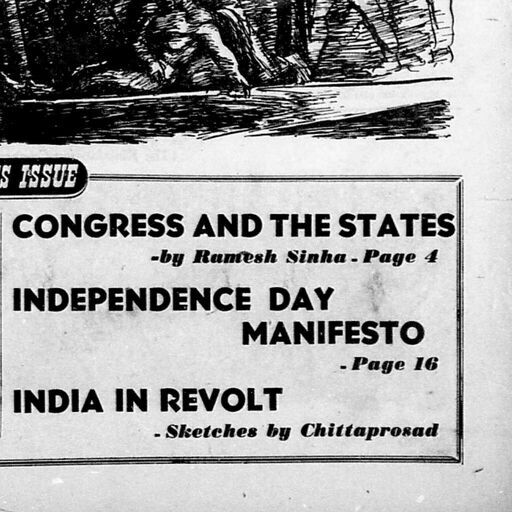 S ISSUE
CONGRESS AND THE STATES
-by Ramesh Sinha - Page 4
INDEPENDENCE DAY
MANIFESTO
- Page 16
INDIA IN REVOLT
- Sketches by Chittaprosad